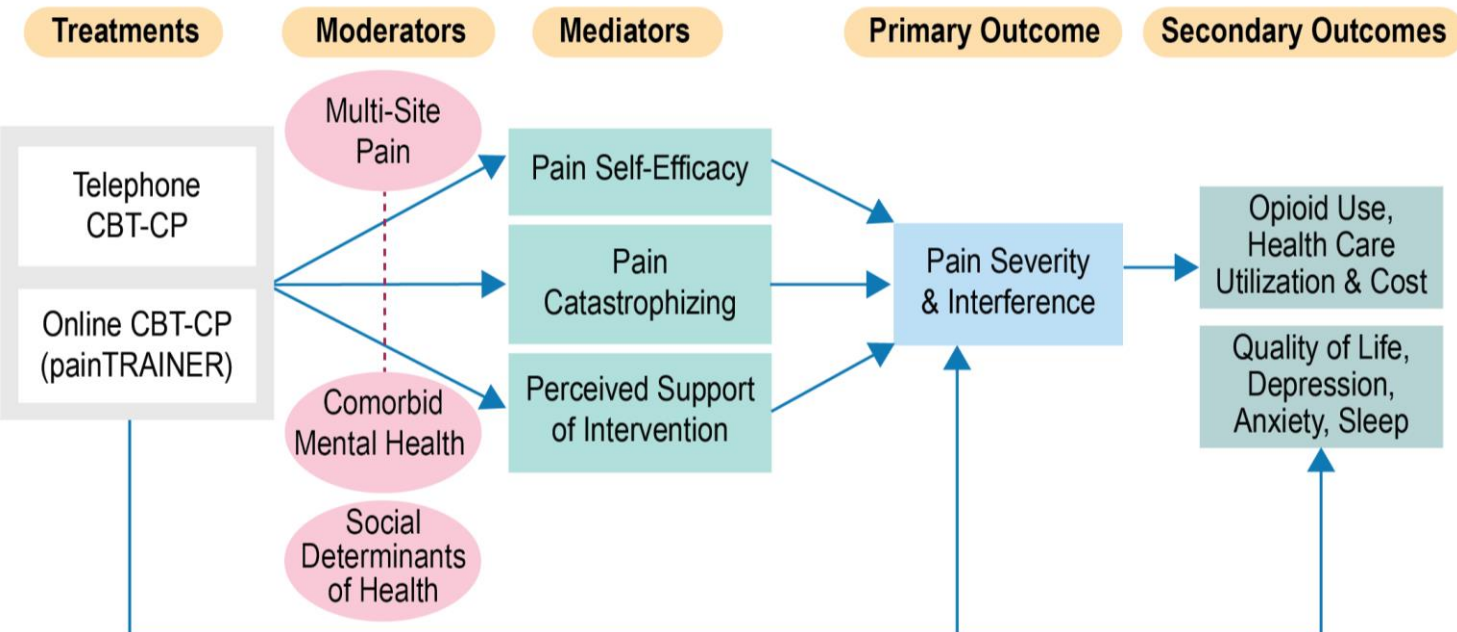 Treatments
Moderators
Mediators
Primary Outcome
Secondary Outcomes
Telephone
CBT-CP
Online CBT-CP
(painTRAINER)
Multi-Site
Pain
Comorbid
Mental Health
Social
Determinants
of Health
Pain Self-Efficacy
Pain
Catastrophizing
Perceived Support
of Intervention
Pain Severity
& Interference
Opioid Use,
Health Care
Utilization & Cost
Quality of Life,
Depression,
Anxiety, Sleep